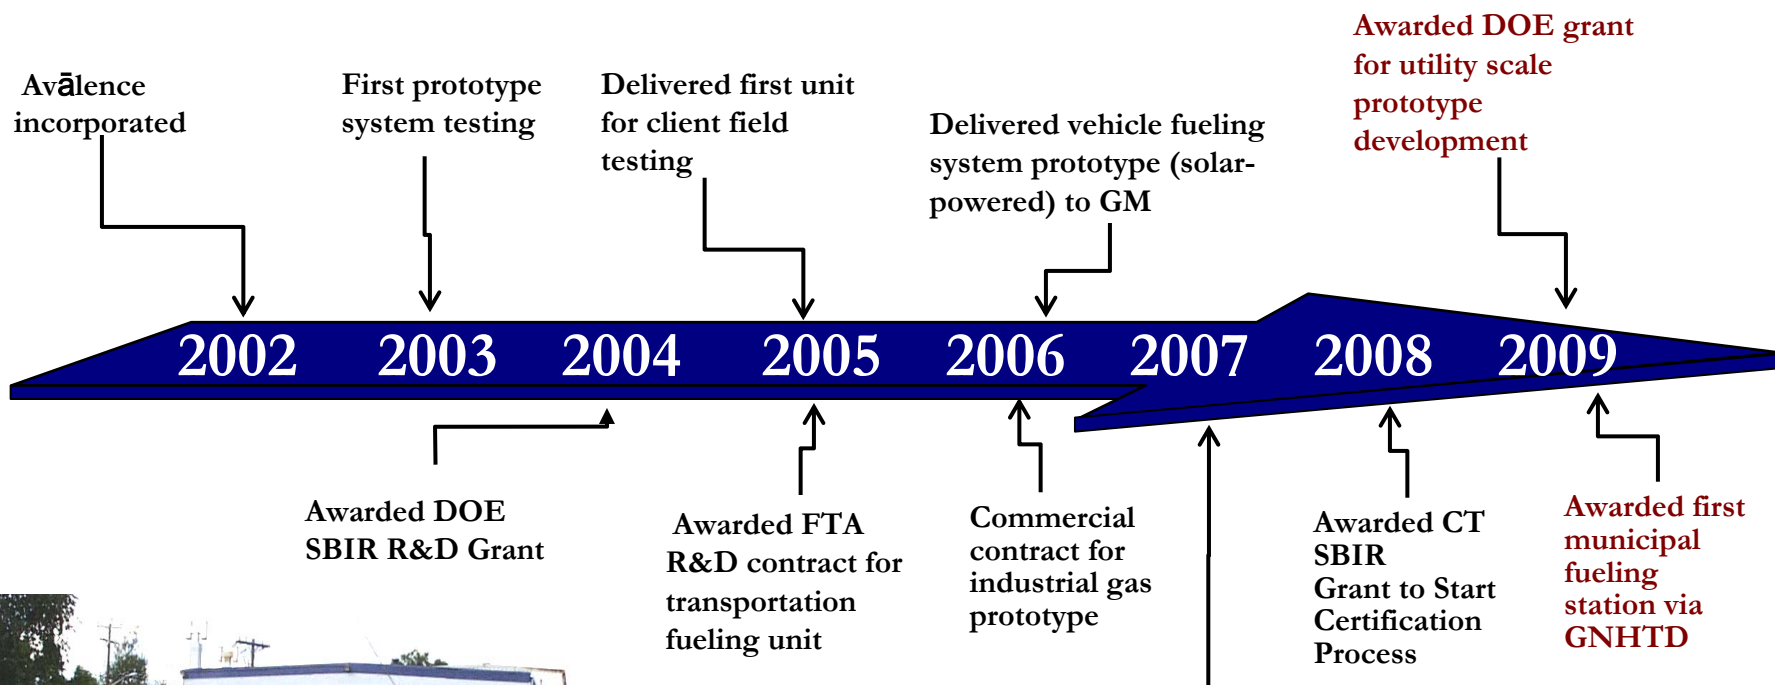 Avālence
incorporated
First prototype
system testing
Delivered first unit
for client field
testing
Delivered vehicle fueling
system prototype (solar-
powered) to GM
Awarded DOE grant
for utility scale
prototype
development
2002 2003 2004 2005 2006 2007 2008 2009
Awarded DOE
SBIR R&D Grant
Awarded FTA
R&D contract for
transportation
fueling unit
Commercial
contract for
industrial gas
prototype
Awarded CT
SBIR
Grant to Start
Certification
Process
Awarded first
municipal
fueling
station via
GNHTD